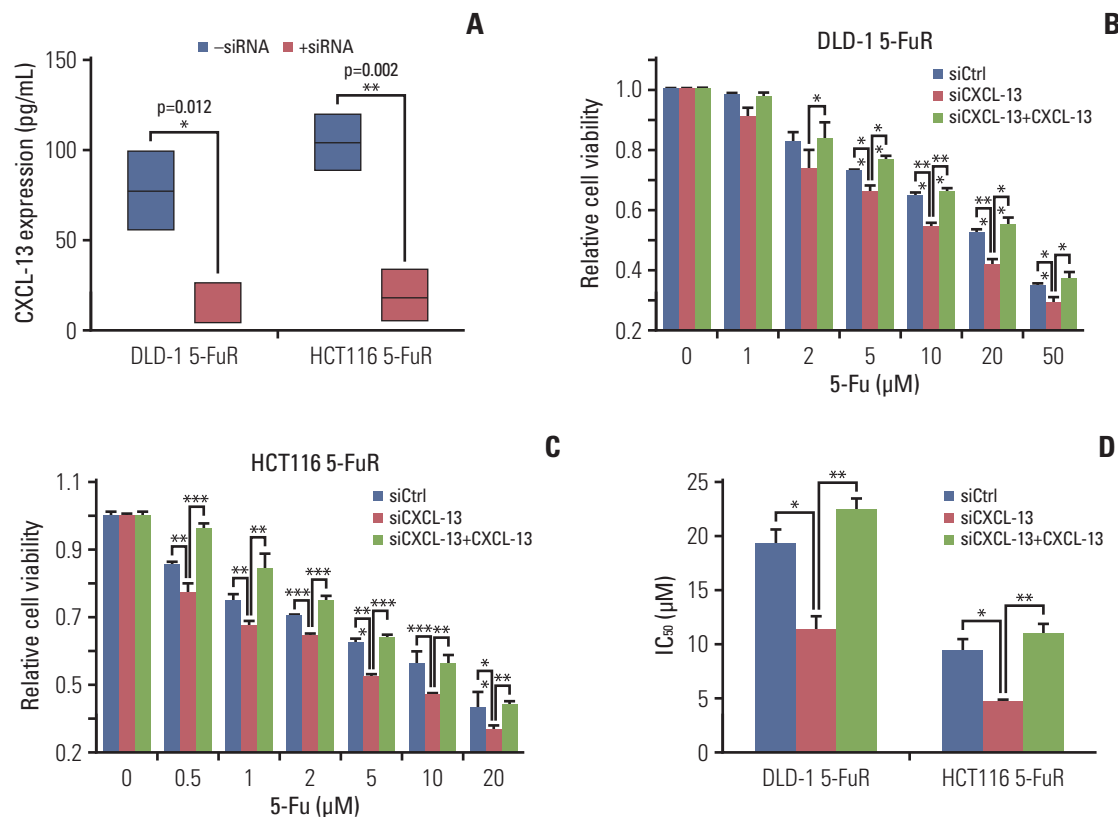 A
−siRNA +siRNA
CXCL-13 expression (pg/mL)
150
100
50
0
p=0.012
*
p=0.002
**
DLD-1 5-FuR HCT116 5-FuR
B
DLD-1 5-FuR
siCtrl
siCXCL-13
siCXCL-13+CXCL-13
Relative cell viability
1.0
0.8
0.6
0.4
0.2
*
* *
* *
** *
** *
** *
* *
* *
*
0 1 2 5 10 20 50
5-Fu (μM)
C
HCT116 5-FuR
siCtrl
siCXCL-13
siCXCL-13+CXCL-13
Relative cell viability
1.1
0.9
0.7
0.5
0.2
** ***
** **
*** ***
** * ***
*** **
* * **
0 0.5 1 2 5 10 20
5-Fu (μM)
D
siCtrl
siCXCL-13
siCXCL-13+CXCL-13
IC50 (μM)
25
20
15
10
5
0
* **
* **
DLD-1 5-FuR HCT116 5-FuR